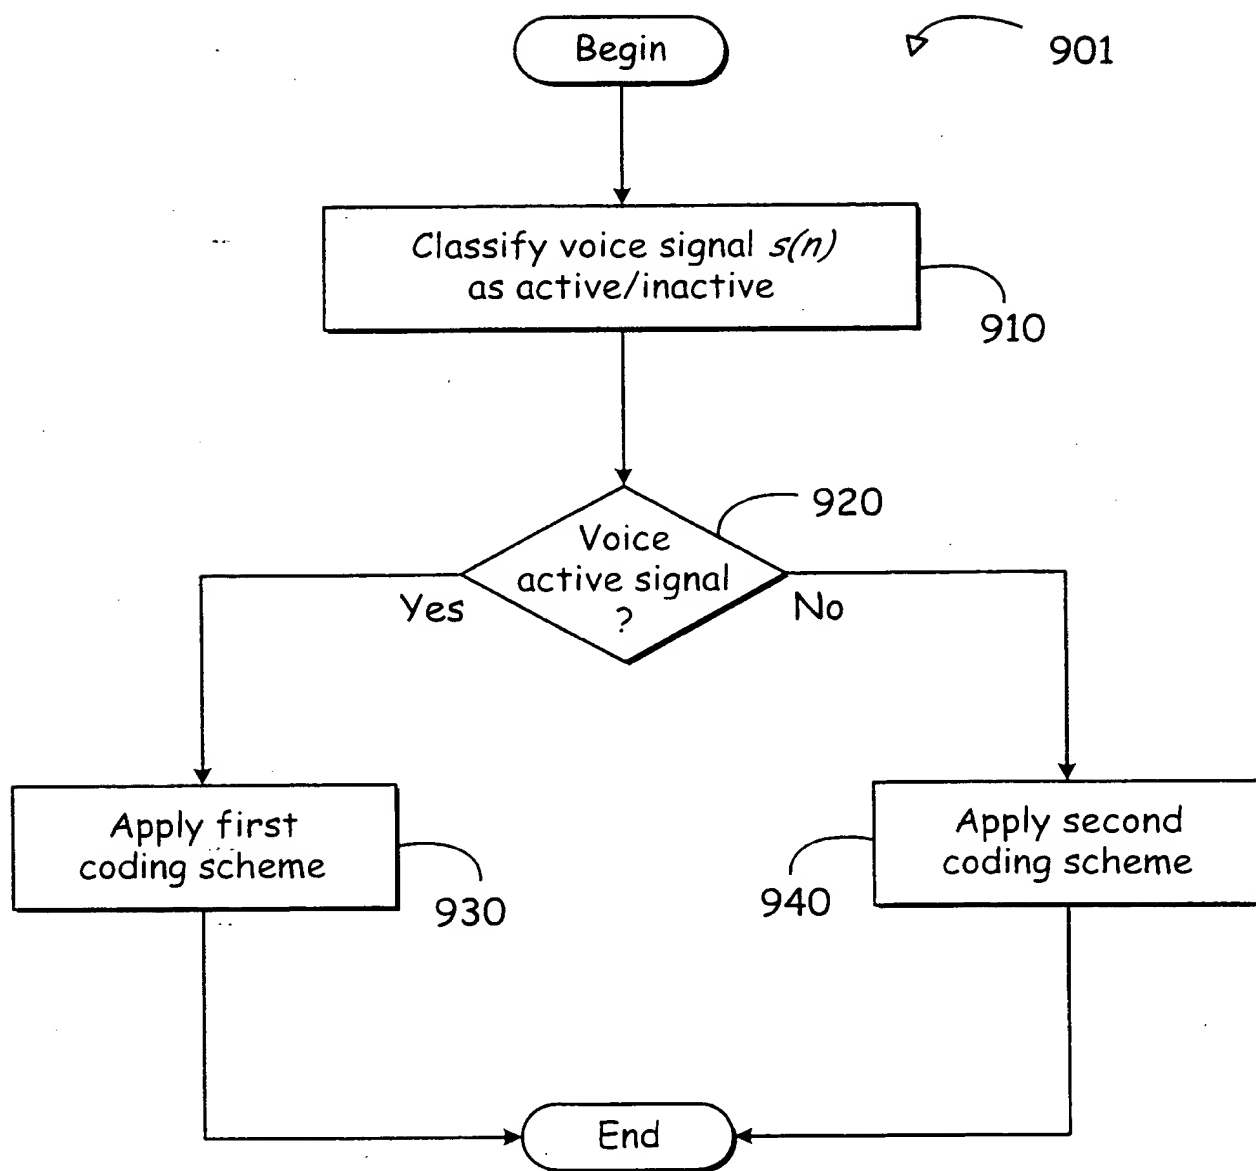 Begin
901
Classify voice signal s(n)
as active/inactive
910
920
Voice
active signal
?
Yes
No
Apply first
coding scheme
930
Apply second
coding scheme
940
End